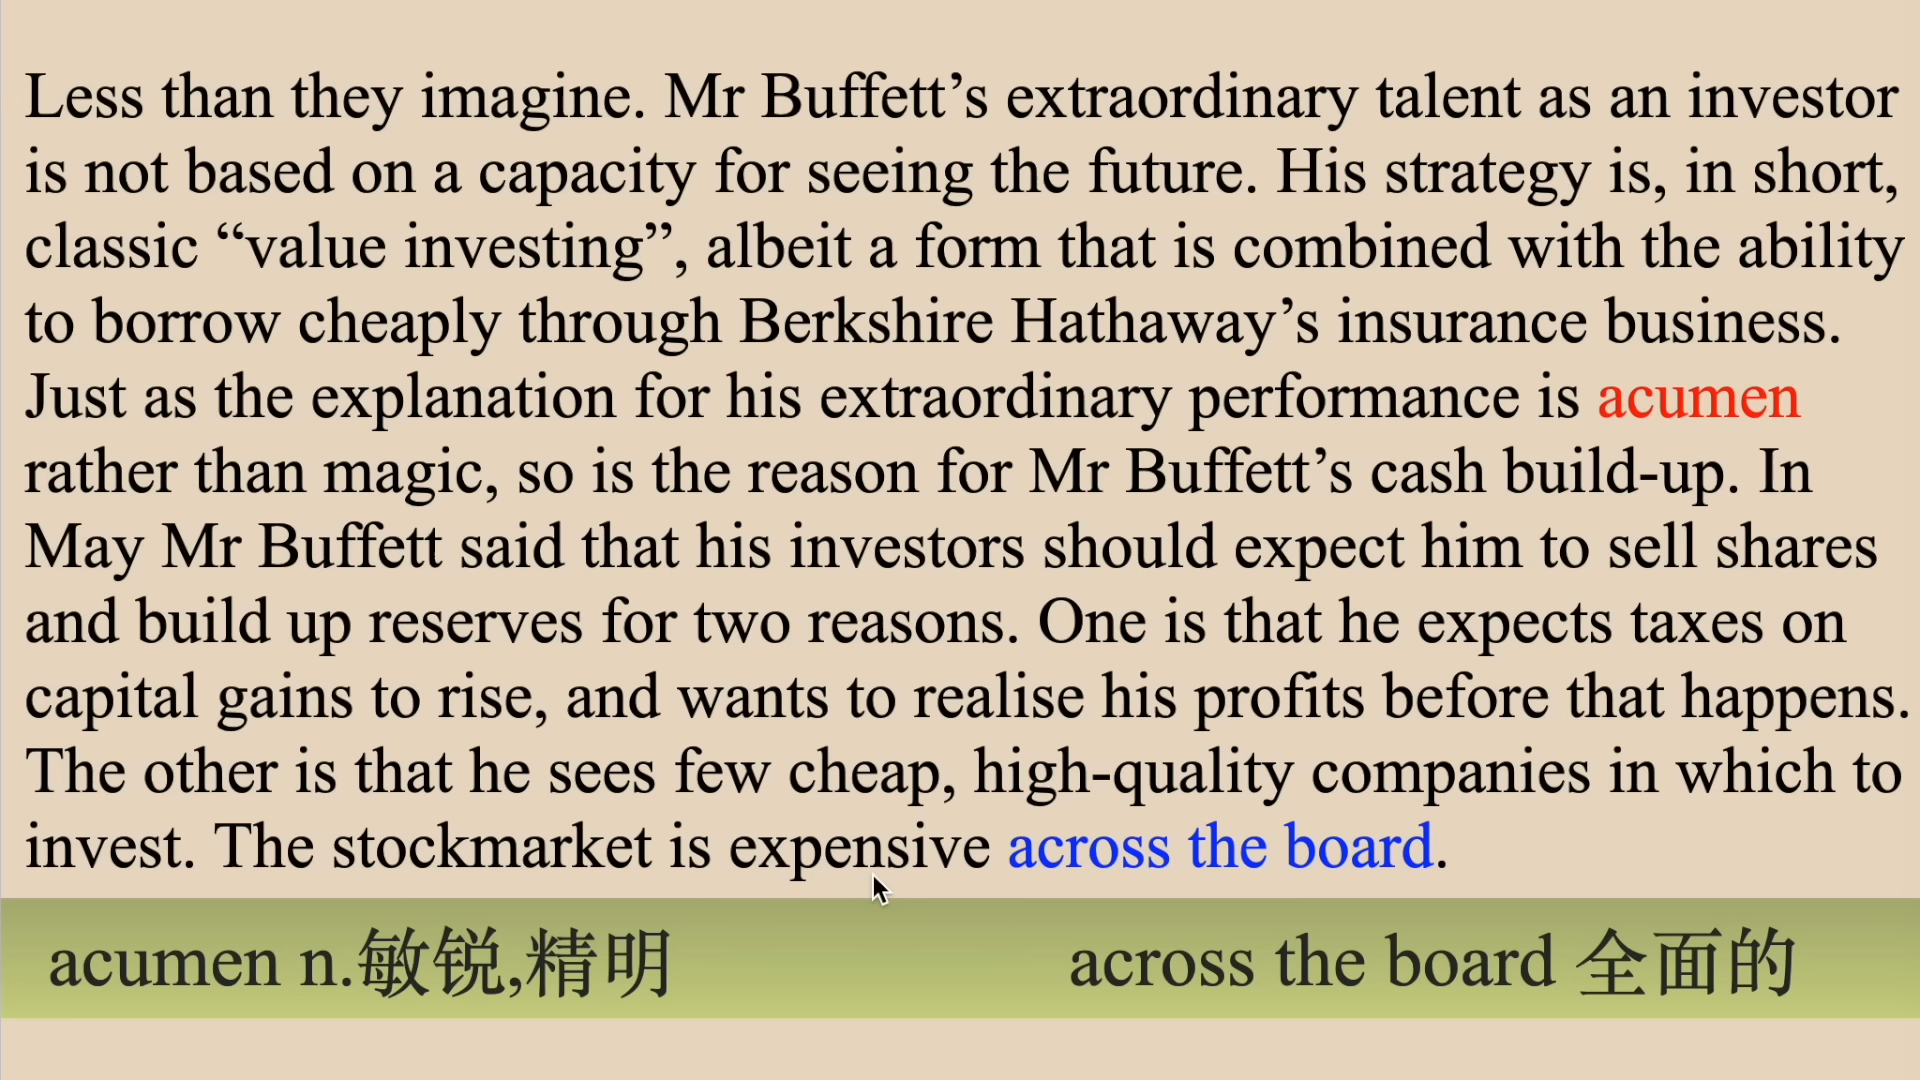 Less than they imagine. Mr Buffett’s extraordinary talent as an investor
is not based on a capacity for seeing the future. His strategy is, in short,
classic “value investing”, albeit a form that is combined with the ability
to borrow cheaply through Berkshire Hathaway’s insurance business.
Just as the explanation for his extraordinary performance is acumen
rather than magic, so is the reason for Mr Buffett’s cash build-up. In
May Mr Buffett said that his investors should expect him to sell shares
and build up reserves for two reasons. One is that he expects taxes on
capital gains to rise, and wants to realise his profits before that happens.
The other is that he sees few cheap, high-quality companies in which to
invest. The stockmarket is expensive across the board.
acumen n.敏锐,精明 across the board 全面的